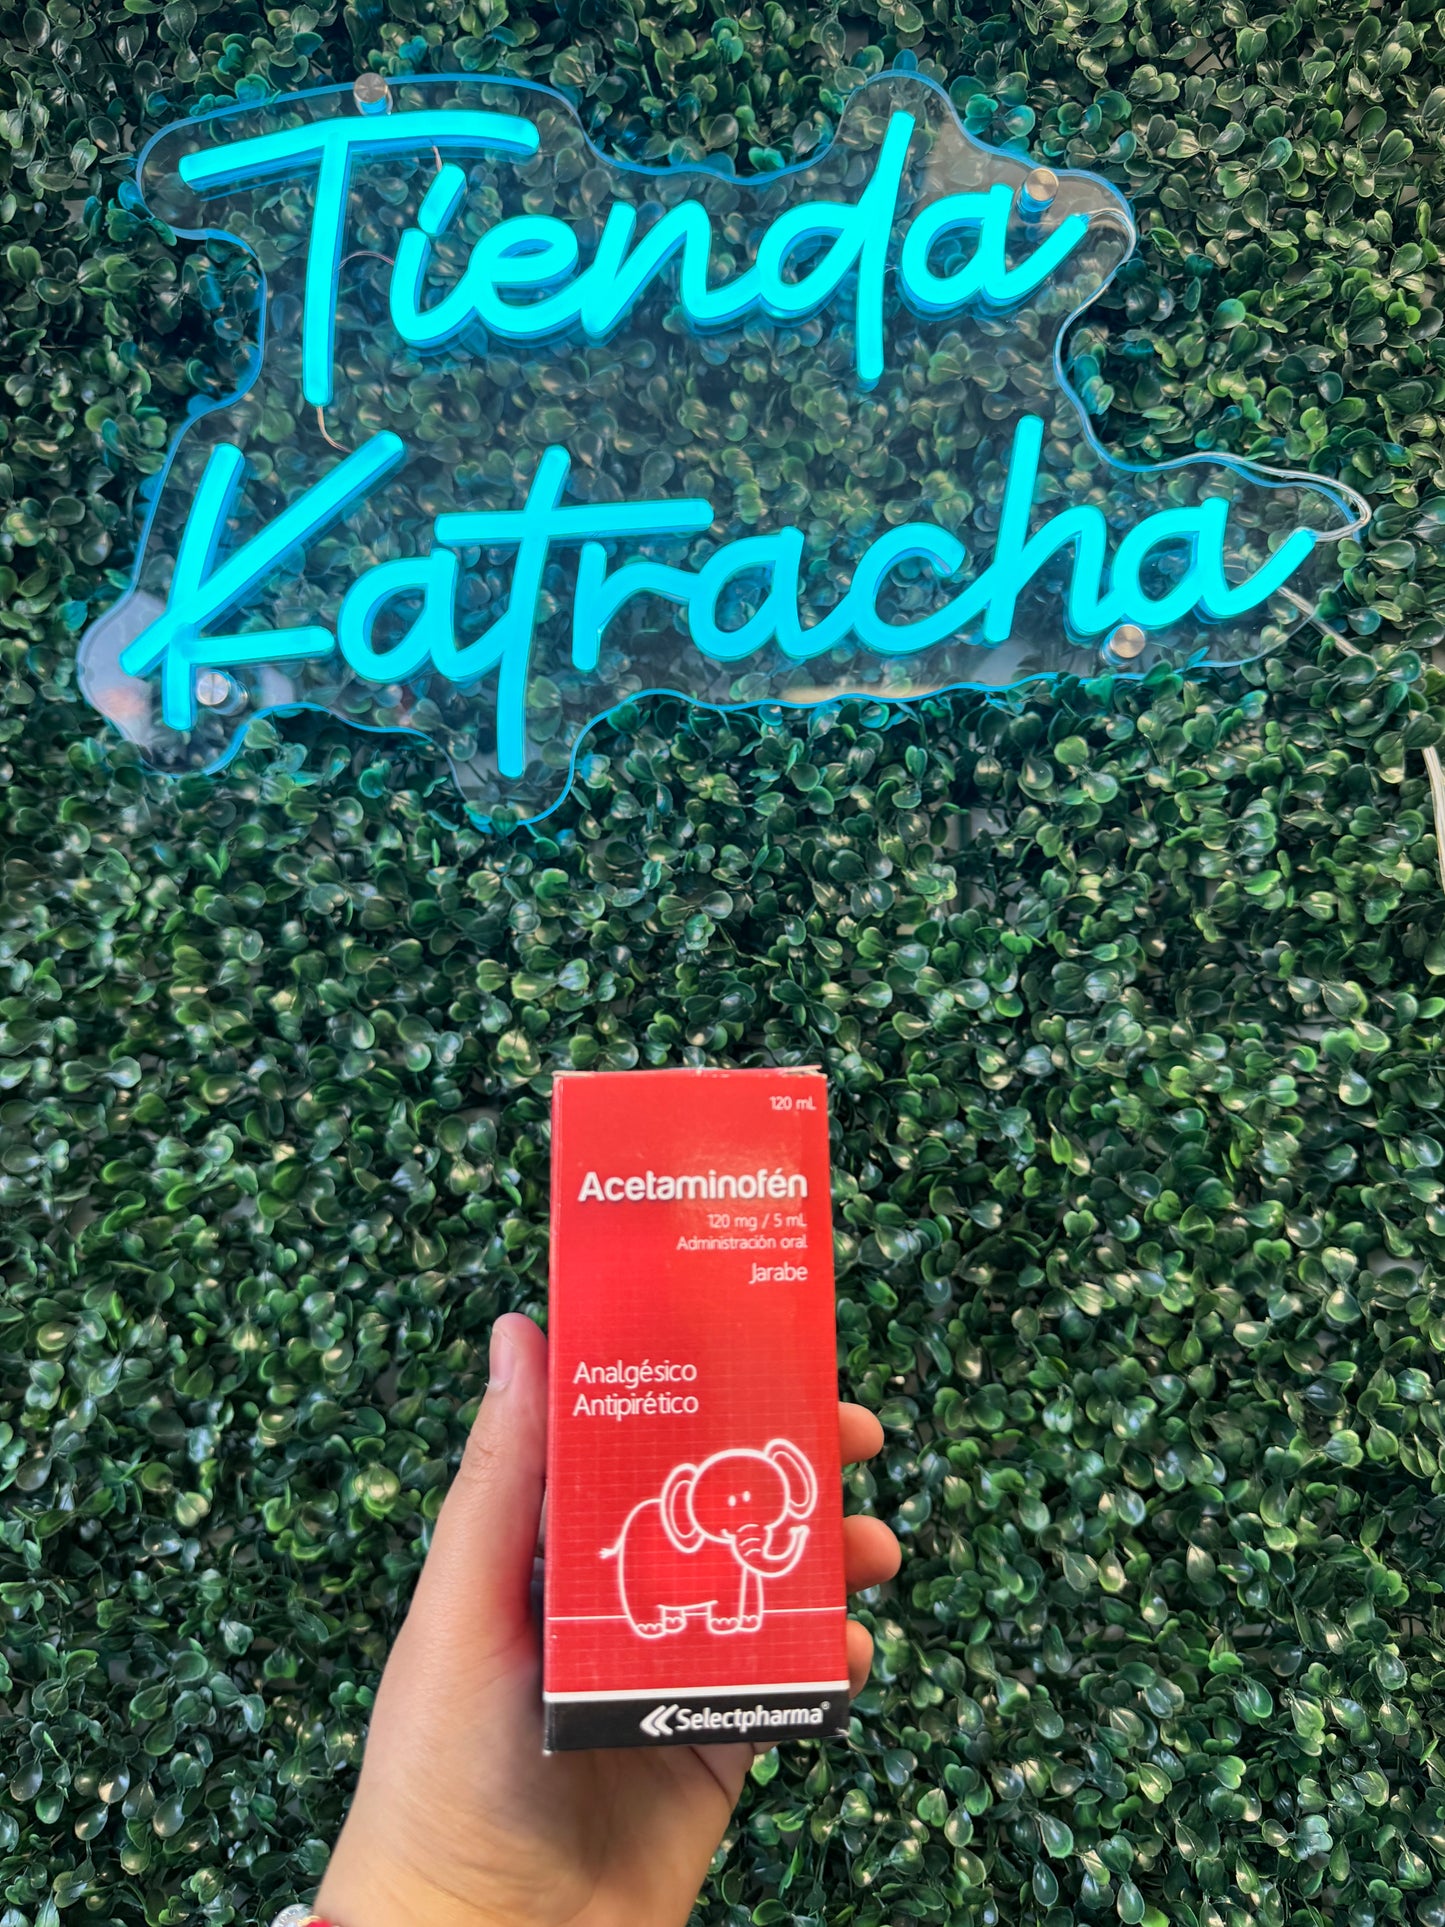 Tienda
Katracha
120 mL
Acetaminofén
120 mg / 5 mL
Administración oral
Jarabe
Analgésico
Antipirético
Selectpharma®